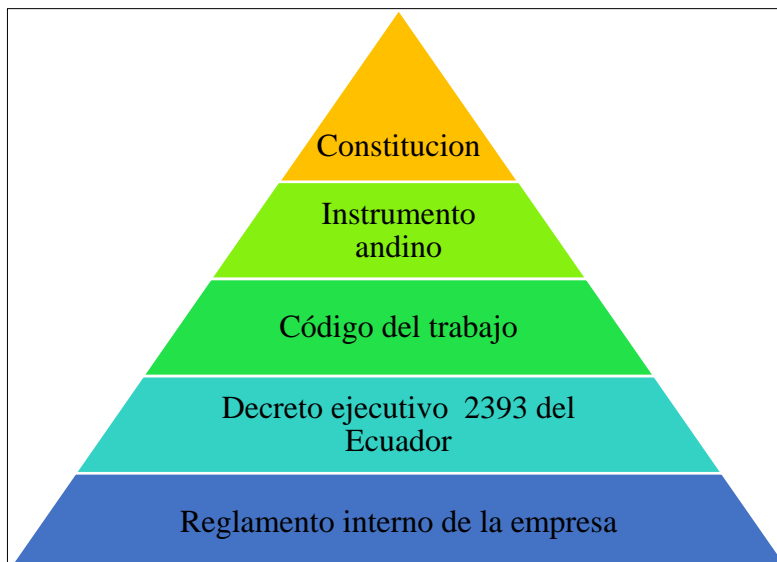 Constitucion
Instrumento
andino
Código del trabajo
Decreto ejecutivo  2393 del
Ecuador
Reglamento interno de la empresa